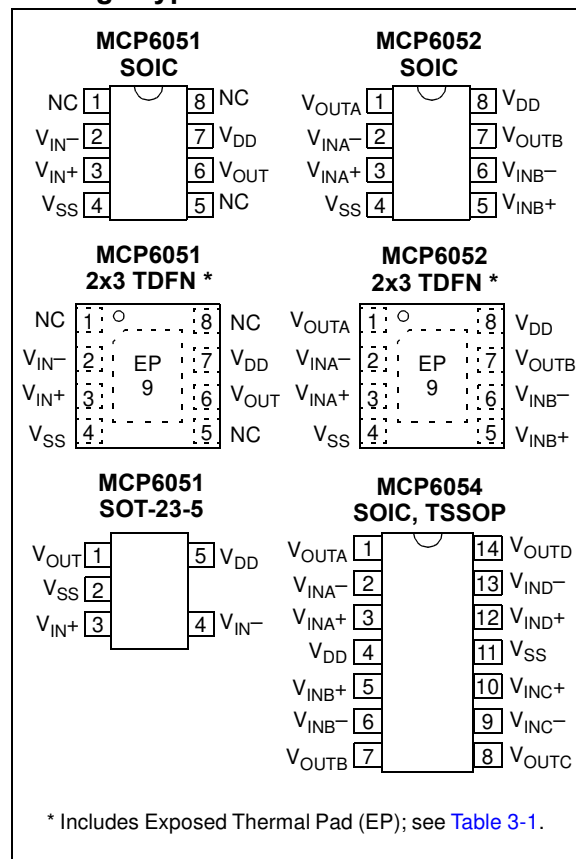 MCP6051
SOIC
NC 1 8 NC
VIN– 2 7 VDD
VIN+ 3 6 VOUT
VSS 4 5 NC
MCP6052
SOIC
VOUTA 1 8 VDD
VINA– 2 7 VOUTB
VINA+ 3 6 VINB–
VSS 4 5 VINB+
MCP6051
2x3 TDFN *
NC 1 8 NC
VIN– 2 EP 7 VDD
VIN+ 3 9 6 VOUT
VSS 4 5 NC
MCP6052
2x3 TDFN *
VOUTA 1 8 VDD
VINA– 2 EP 7 VOUTB
VINA+ 3 9 6 VINB–
VSS 4 5 VINB+
MCP6051
SOT-23-5
VOUT 1 5 VDD
VSS 2
VIN+ 3 4 VIN–
MCP6054
SOIC, TSSOP
VOUTA 1 14 VOUTD
VINA– 2 13 VIND–
VINA+ 3 12 VIND+
VDD 4 11 VSS
VINB+ 5 10 VINC+
VINB– 6 9 VINC–
VOUTB 7 8 VOUTC
* Includes Exposed Thermal Pad (EP); see Table 3-1.